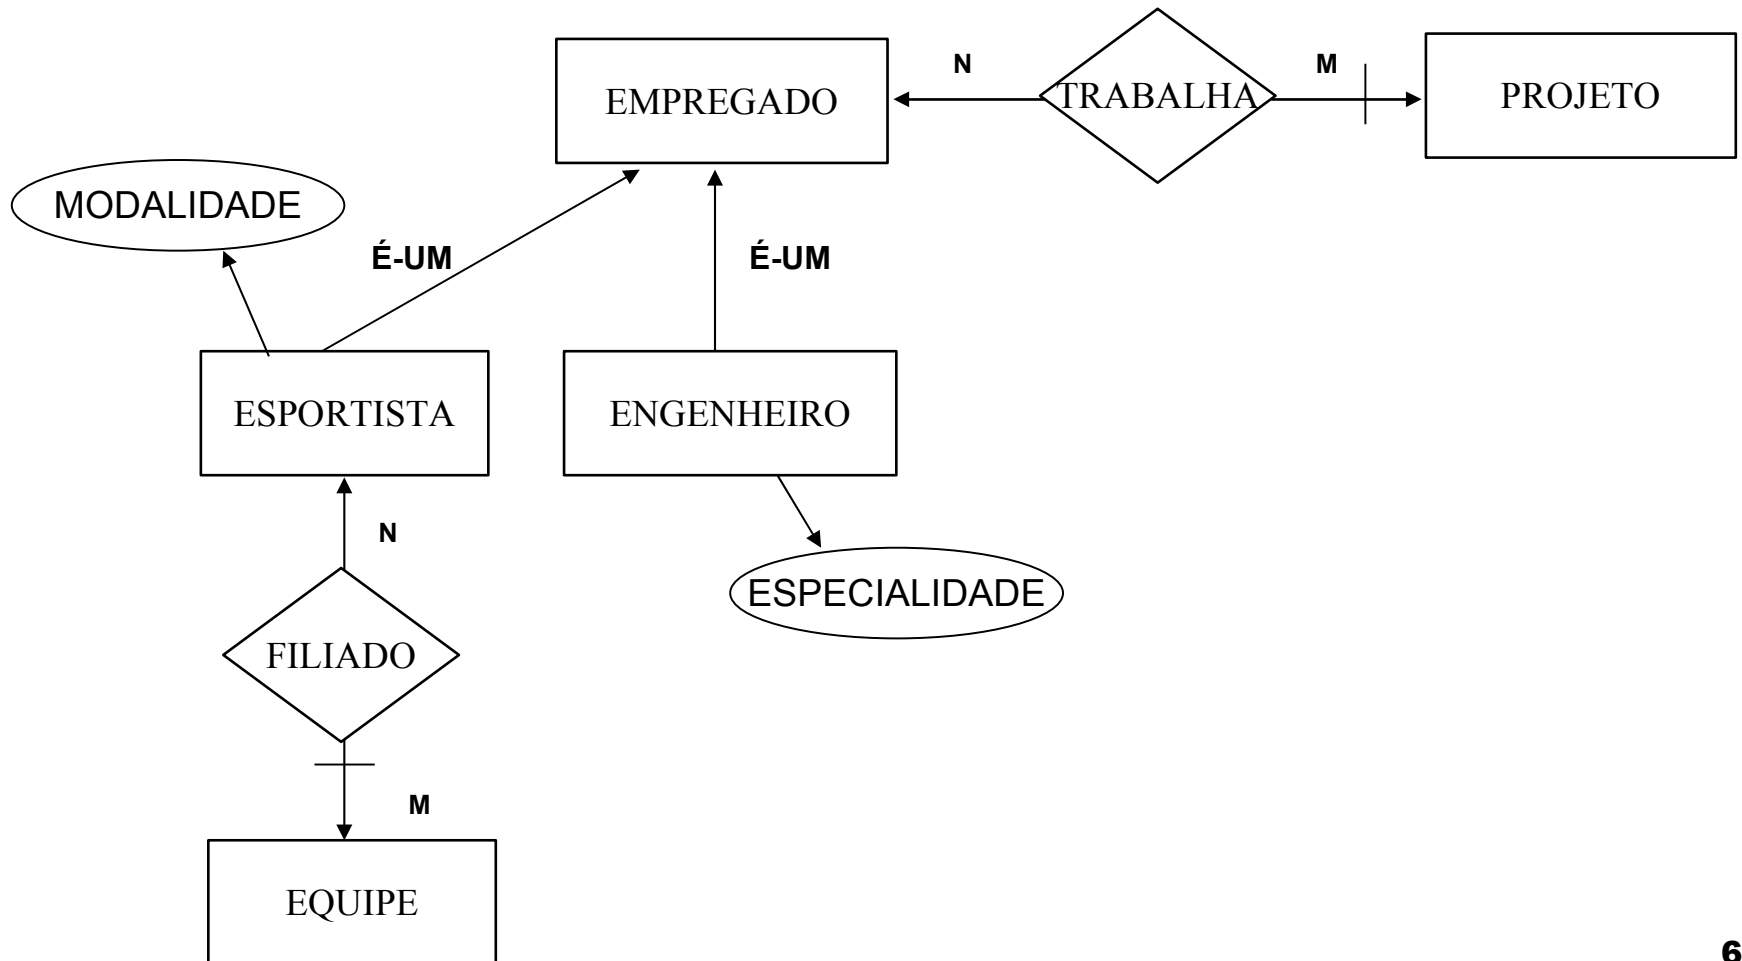 N
M
EMPREGADO
TRABALHA
PROJETO
MODALIDADE
É-UM
É-UM
ESPORTISTA
ENGENHEIRO
N
ESPECIALIDADE
FILIADO
M
EQUIPE
6